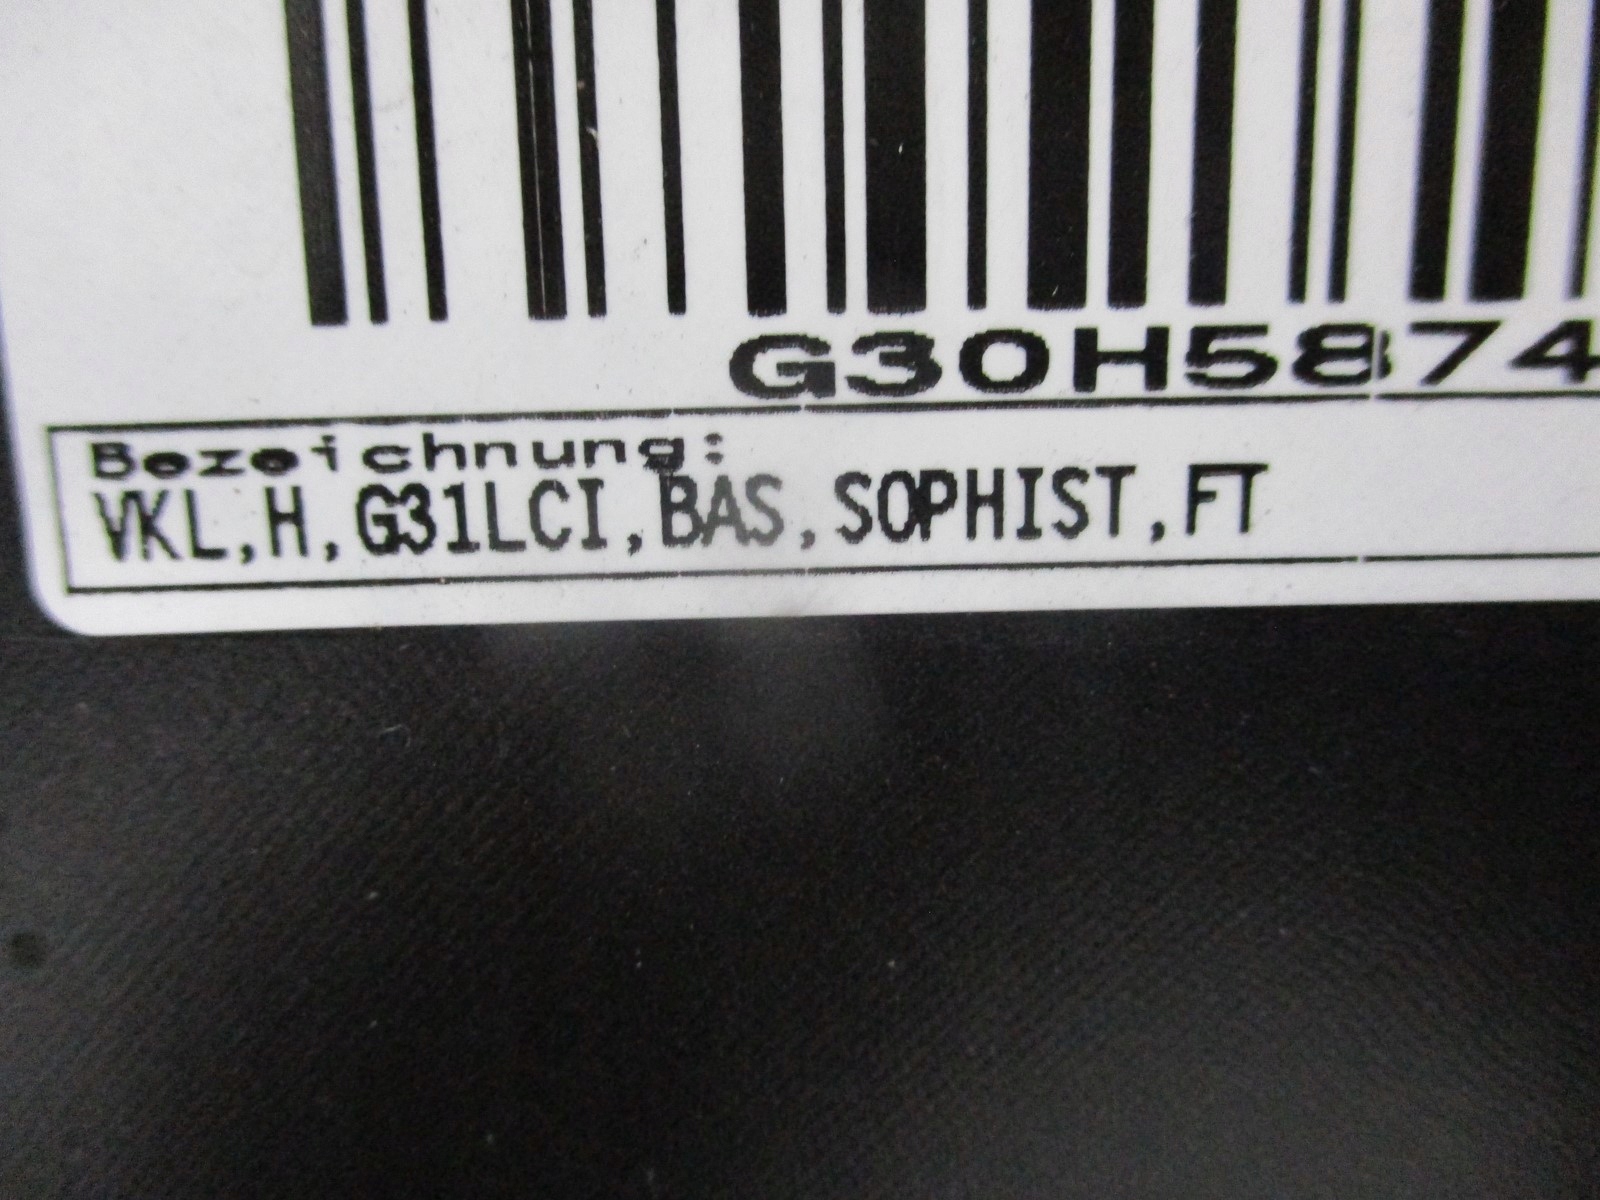 G30H5874
Bezeichnung:
VKL,H,G31LCI,BAS,SOPHIST,FT